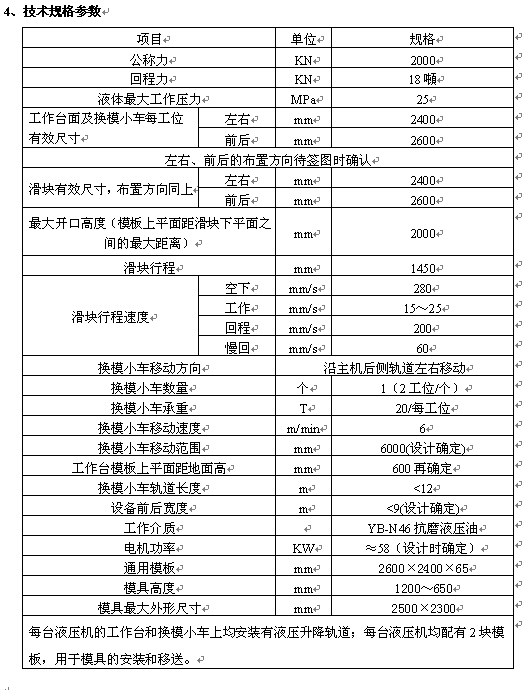 4、技术规格参数
项目 单位 规格
公称力 KN 2000
回程力 KN 18 噸
液体最大工作压力 MPa 25
工作台面及换模小车每工位 左右 mm 2400
有效尺寸 前后 mm 2600
左右、前后的布置方向待签图时确认
滑块有效尺寸，布置方向同上 左右 mm 2400
前后 mm 2600
最大开口高度（模板上平面距滑块下平面之
间的最大距离） mm 2000
滑块行程 mm 1450
滑块行程速度 空下 mm/s 280
工作 mm/s 15～25
回程 mm/s 200
慢回 mm/s 60
换模小车移动方向 沿主机后侧轨道左右移动
换模小车数量 个 1（2 工位/个）
换模小车承重 T 20/每工位
换模小车移动速度 m/min 6
换模小车移动范围 mm 6000(设计确定)
工作台模板上平面距地面高 mm 600 再确定
换模小车轨道长度 m <12
设备前后宽度 m <9(设计确定)
工作介质 YB-N46 抗磨液压油
电机功率 KW ≈58（设计时确定）
通用模板 mm 2600×2400×65
模具高度 mm 1200～650
模具最大外形尺寸 mm 2500×2300
每台液压机的工作台和换模小车上均安装有液压升降轨道；每台液压机均配有 2 块模
板，用于模具的安装和移送。